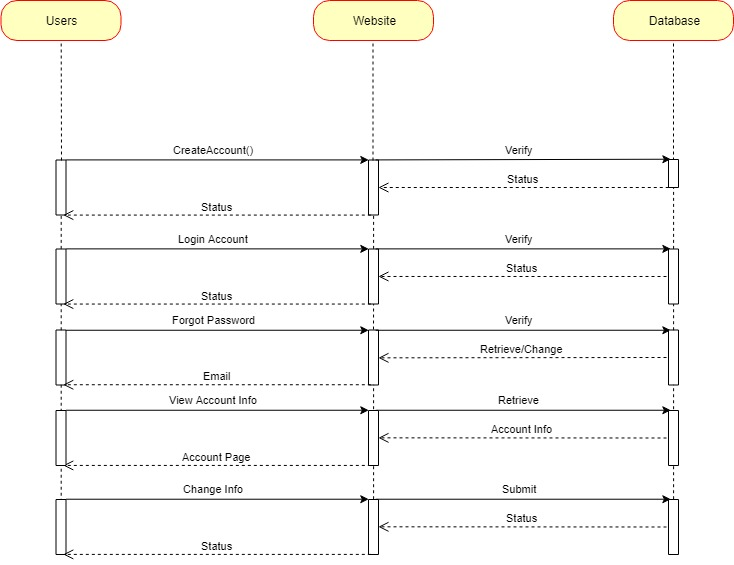 Users
Website
Database
CreateAccount()
Verify
Status
Status
Login Account
Verify
Status
Status
Forgot Password
Verify
Retrieve/Change
Email
View Account Info
Retrieve
Account Info
Account Page
Change Info
Submit
Status
Status